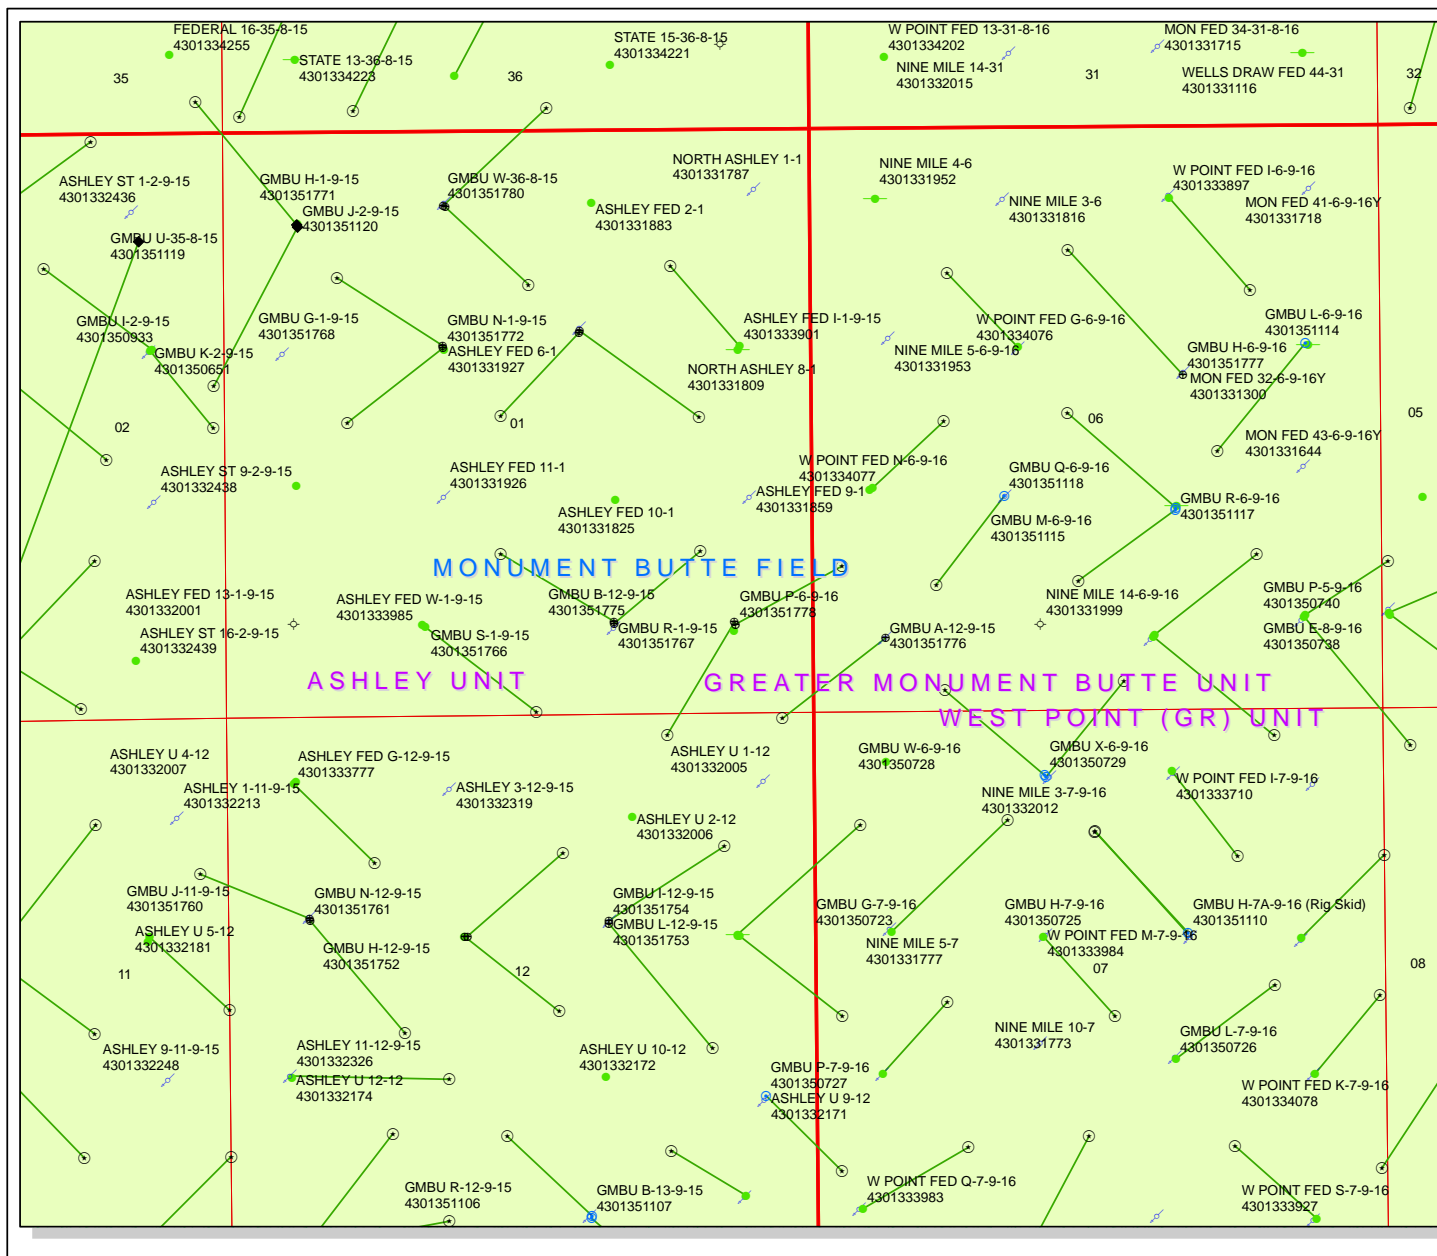 FEDERAL 16-35-8-15
4301334255
STATE 13-36-8-15
4301334223
STATE 15-36-8-15
4301334221
W POINT FED 13-31-8-16
4301334202
NINE MILE 14-31
4301332015
MON FED 34-31-8-16
4301331715
WELLS DRAW FED 44-31
4301331116
35
36
31
32
ASHLEY ST 1-2-9-15
4301332436
GMBU H-1-9-15
4301351771
GMBU J-2-9-15
4301351120
GMBU U-35-8-15
4301351119
GMBU W-36-8-15
4301351780
NORTH ASHLEY 1-1
4301331787
ASHLEY FED 2-1
4301331883
NINE MILE 4-6
4301331952
NINE MILE 3-6
4301331816
W POINT FED I-6-9-16
4301333897
MON FED 41-6-9-16Y
4301331718
GMBU I-2-9-15
4301350933
GMBU K-2-9-15
4301350651
GMBU G-1-9-15
4301351768
GMBU N-1-9-15
4301351772
ASHLEY FED 6-1
4301331927
ASHLEY FED I-1-9-15
4301333901
NORTH ASHLEY 8-1
4301331809
NINE MILE 5-6-9-16
4301331953
W POINT FED G-6-9-16
4301334076
GMBU L-6-9-16
4301351114
GMBU H-6-9-16
4301351777
MON FED 32-6-9-16Y
4301331300
02
01
06
05
ASHLEY ST 9-2-9-15
4301332438
ASHLEY FED 11-1
4301331926
ASHLEY FED 10-1
4301331825
W POINT FED N-6-9-16
4301334077
ASHLEY FED 9-1
4301331859
GMBU Q-6-9-16
4301351118
GMBU M-6-9-16
4301351115
MON FED 43-6-9-16Y
4301331644
GMBU R-6-9-16
4301351117
MONUMENT BUTTE FIELD
ASHLEY FED 13-1-9-15
4301332001
ASHLEY ST 16-2-9-15
4301332439
ASHLEY FED W-1-9-15
4301333985
GMBU S-1-9-15
4301351766
GMBU B-12-9-15
4301351775
GMBU R-1-9-15
4301351767
GMBU P-6-9-16
4301351778
GMBU A-12-9-15
4301351776
NINE MILE 14-6-9-16
4301331999
GMBU P-5-9-16
4301350740
GMBU E-8-9-16
4301350738
ASHLEY UNIT
GREATER MONUMENT BUTTE UNIT
WEST POINT (GR) UNIT
ASHLEY U 4-12
4301332007
ASHLEY 1-11-9-15
4301332213
ASHLEY FED G-12-9-15
4301333777
ASHLEY 3-12-9-15
4301332319
ASHLEY U 1-12
4301332005
ASHLEY U 2-12
4301332006
GMBU W-6-9-16
4301350728
GMBU X-6-9-16
4301350729
NINE MILE 3-7-9-16
4301332012
W POINT FED I-7-9-16
4301333710
GMBU J-11-9-15
4301351760
ASHLEY U 5-12
4301332181
GMBU N-12-9-15
4301351761
GMBU H-12-9-15
4301351752
GMBU I-12-9-15
4301351754
GMBU L-12-9-15
4301351753
GMBU G-7-9-16
4301350723
NINE MILE 5-7
4301331777
GMBU H-7-9-16
4301350725
W POINT FED M-7-9-16
4301333984
GMBU H-7A-9-16 (Rig Skid)
4301351110
11
12
07
08
ASHLEY 9-11-9-15
4301332248
ASHLEY 11-12-9-15
4301332326
ASHLEY U 12-12
4301332174
ASHLEY U 10-12
4301332172
GMBU P-7-9-16
4301350727
ASHLEY U 9-12
4301332171
NINE MILE 10-7
4301331773
GMBU L-7-9-16
4301350726
W POINT FED K-7-9-16
4301334078
GMBU R-12-9-15
4301351106
GMBU B-13-9-15
4301351107
W POINT FED Q-7-9-16
4301333983
W POINT FED S-7-9-16
4301333927